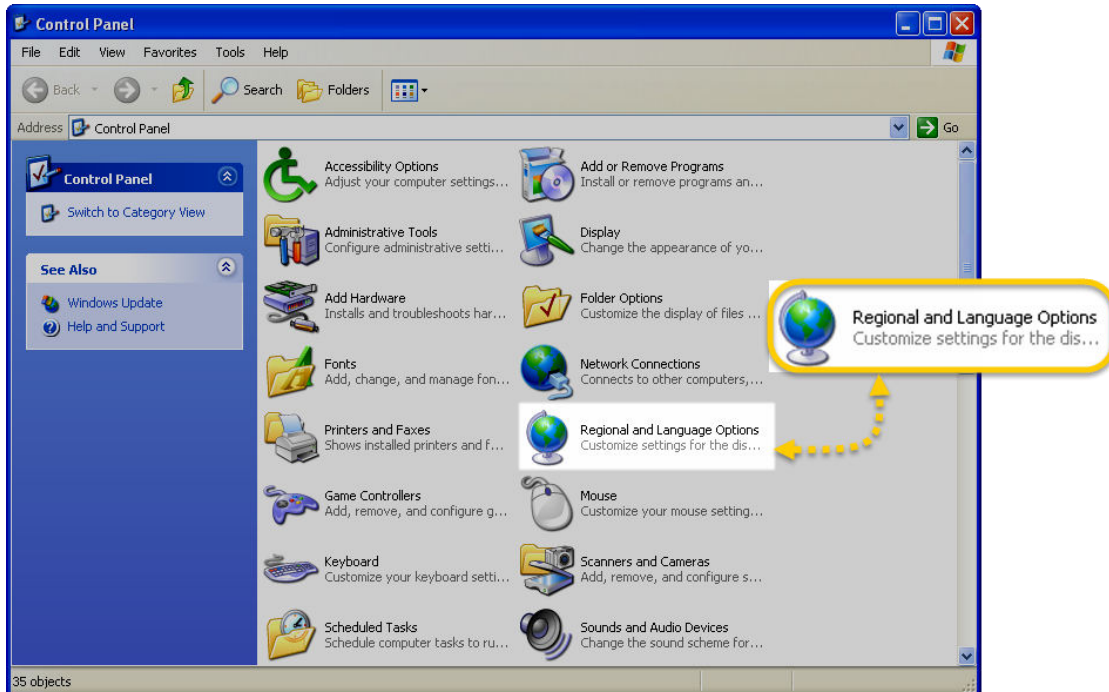 Control Panel
File Edit View Favorites Tools Help
Back Search Folders
Address Control Panel Go
Control Panel
Switch to Category View
See Also
Windows Update
Help and Support
Accessibility Options
Adjust your computer settings...
Add or Remove Programs
Install or remove programs an...
Administrative Tools
Configure administrative setti...
Display
Change the appearance of yo...
Add Hardware
Installs and troubleshoots har...
Folder Options
Customize the display of files ...
Fonts
Add, change, and manage fon...
Network Connections
Connects to other computers,...
Printers and Faxes
Shows installed printers and f...
Regional and Language Options
Customize settings for the dis...
Game Controllers
Add, remove, and configure g...
Mouse
Customize your mouse setting...
Keyboard
Customize your keyboard setti...
Scanners and Cameras
Add, remove, and configure s...
Scheduled Tasks
Schedule computer tasks to ru...
Sounds and Audio Devices
Change the sound scheme for...
Regional and Language Options
Customize settings for the dis...
35 objects